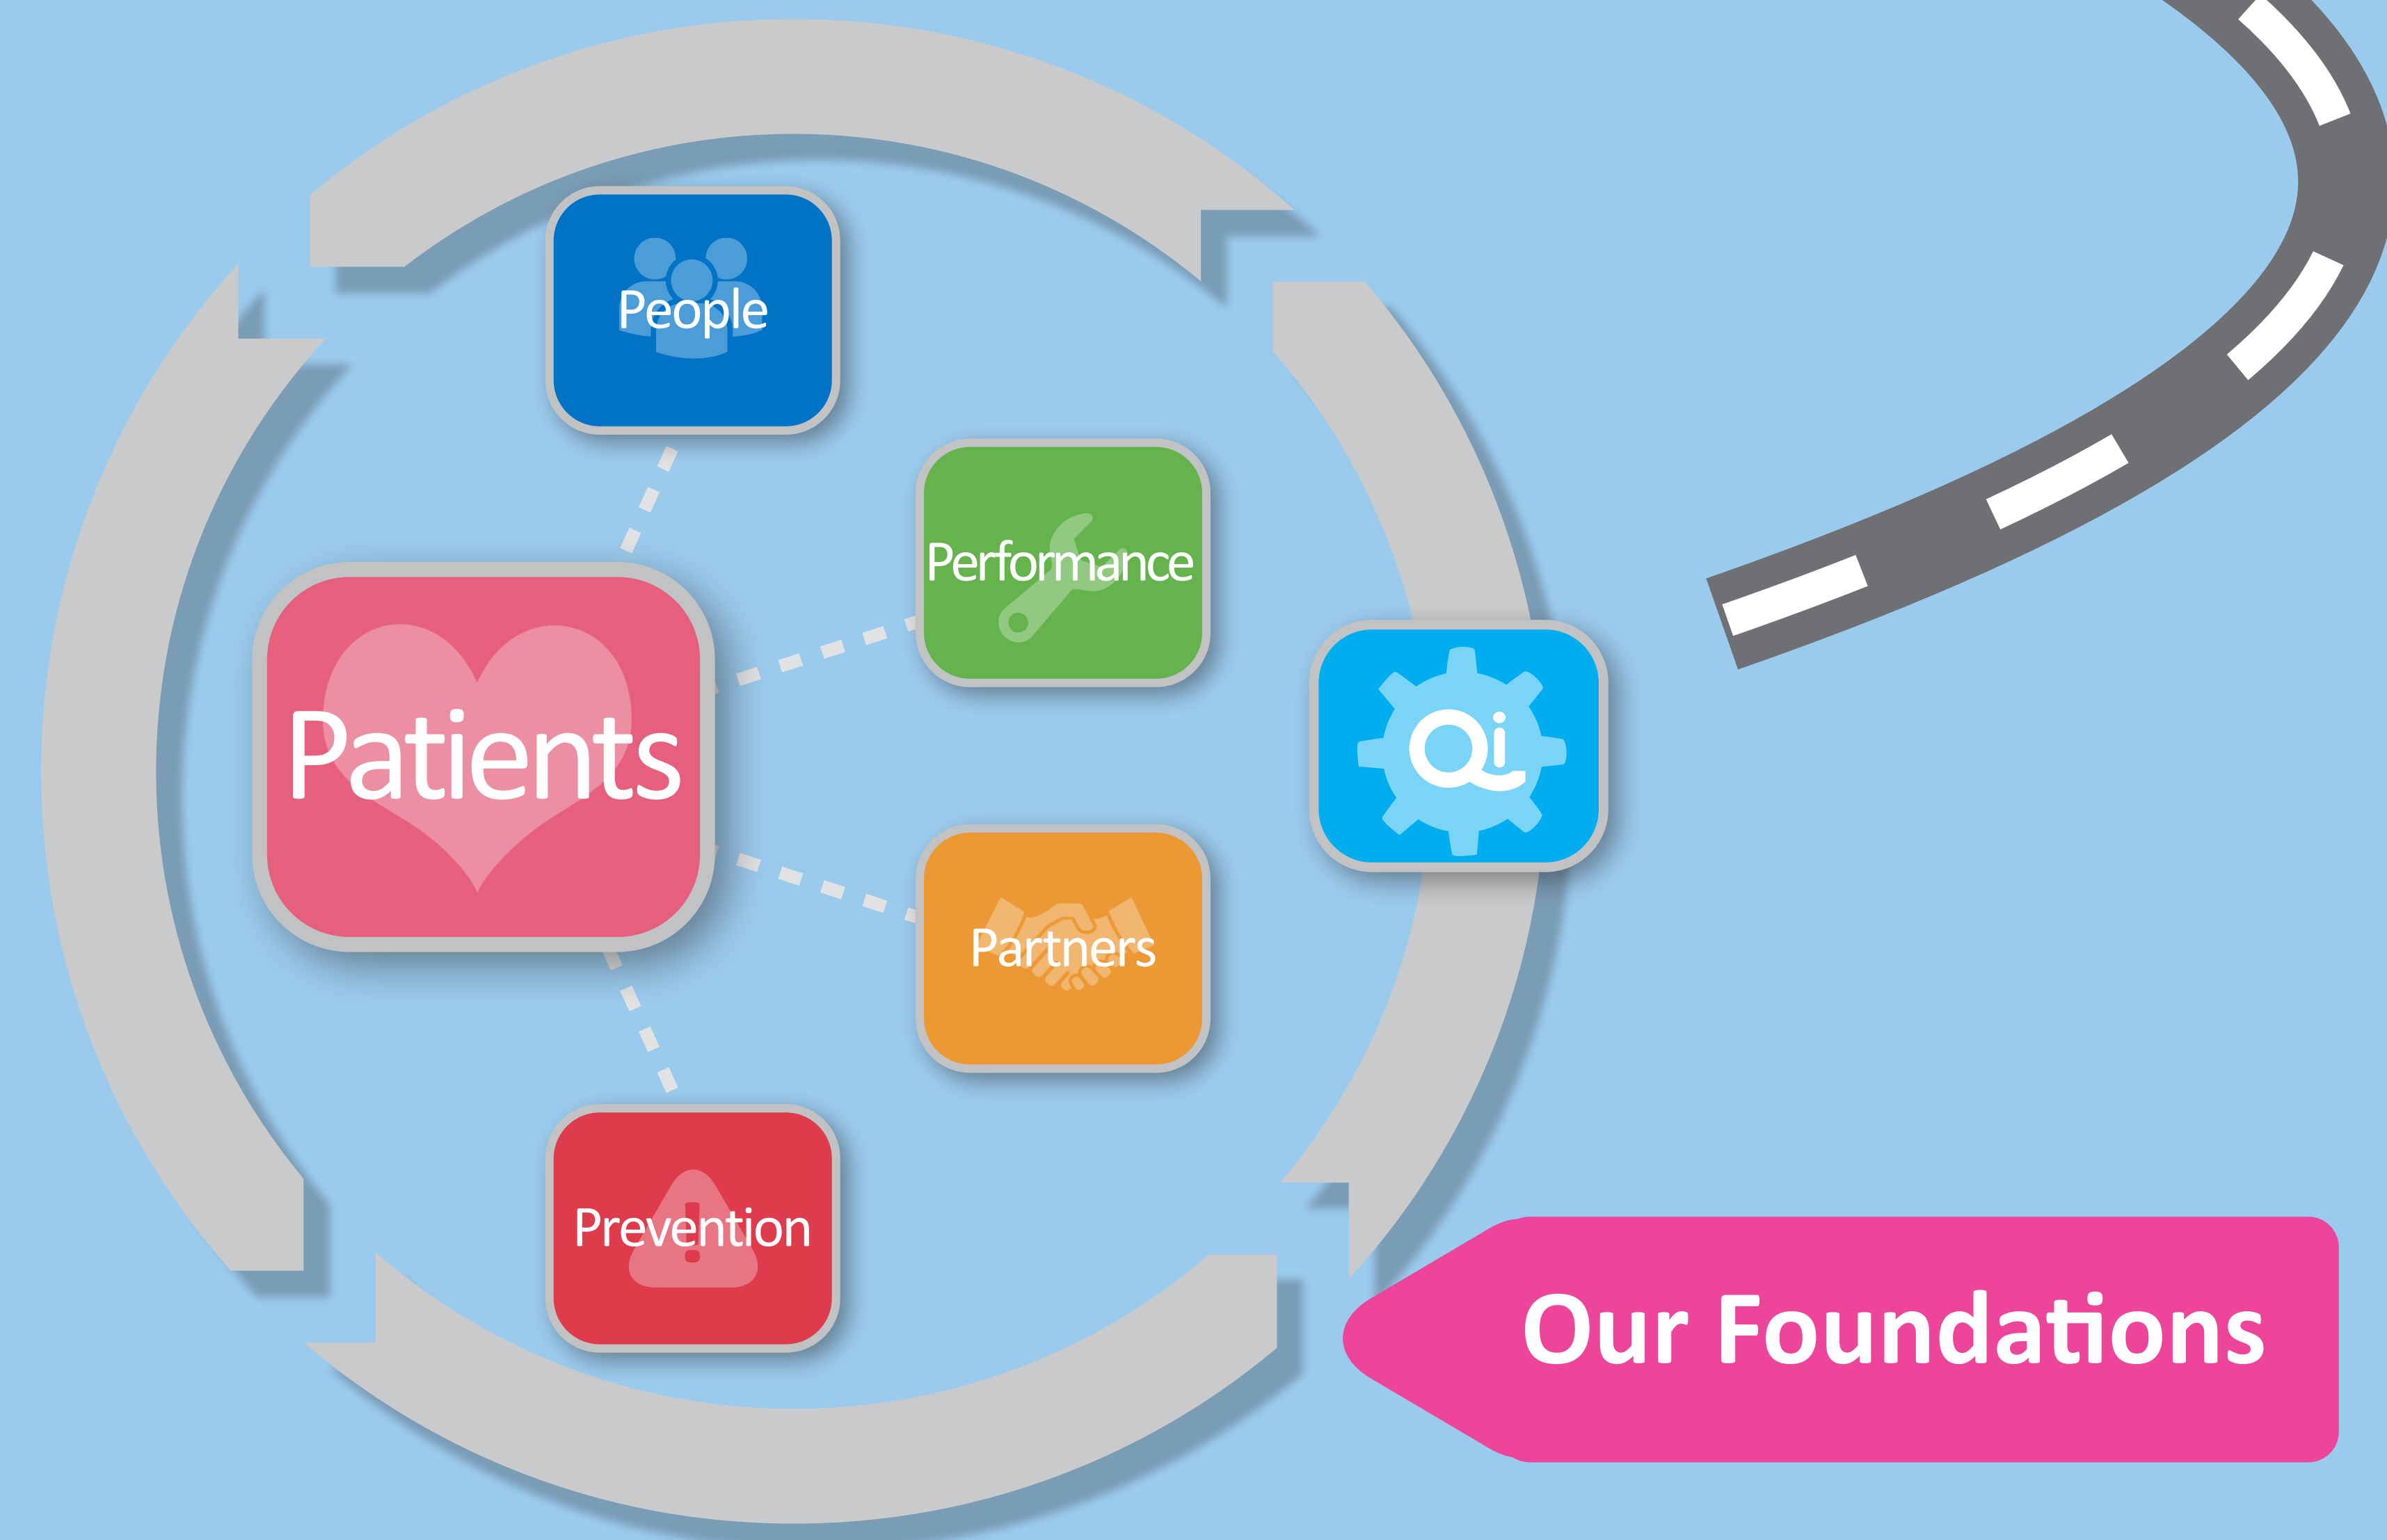 People
Performance
Patients
Qi
Partners
Prevention
Our Foundations